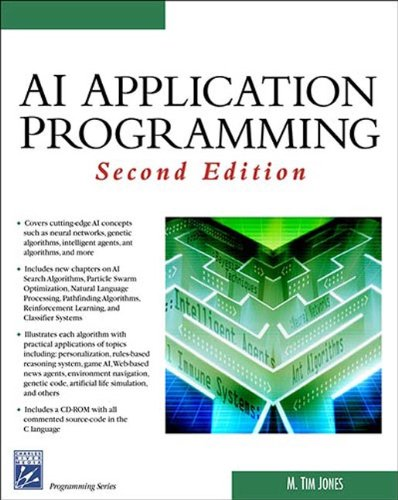 AI APPLICATION
PROGRAMMING
Second Edition
• Covers cutting-edge AI concepts
such as neural networks, genetic
algorithms, intelligent agents, ant
algorithms, and more
• Includes new chapters on AI
Search Algorithms, Particle Swarm
Optimization, Natural Language
Processing, Pathfinding Algorithms,
Reinforcement Learning, and
Classifier Systems
• Illustrates each algorithm with
practical applications of topics
including: personalization, rules-based
reasoning system, game AI, Web-based
news agents, environment navigation,
genetic code, artificial life simulation,
and others
• Includes a CD-ROM with all
commented source-code in the
C language
Techniques
Neural Networks
::Intelligent Agents
Ant Algorithms
Immune Systems
CHARLES
RIVER
MEDIA
Programming Series
M. TIM JONES